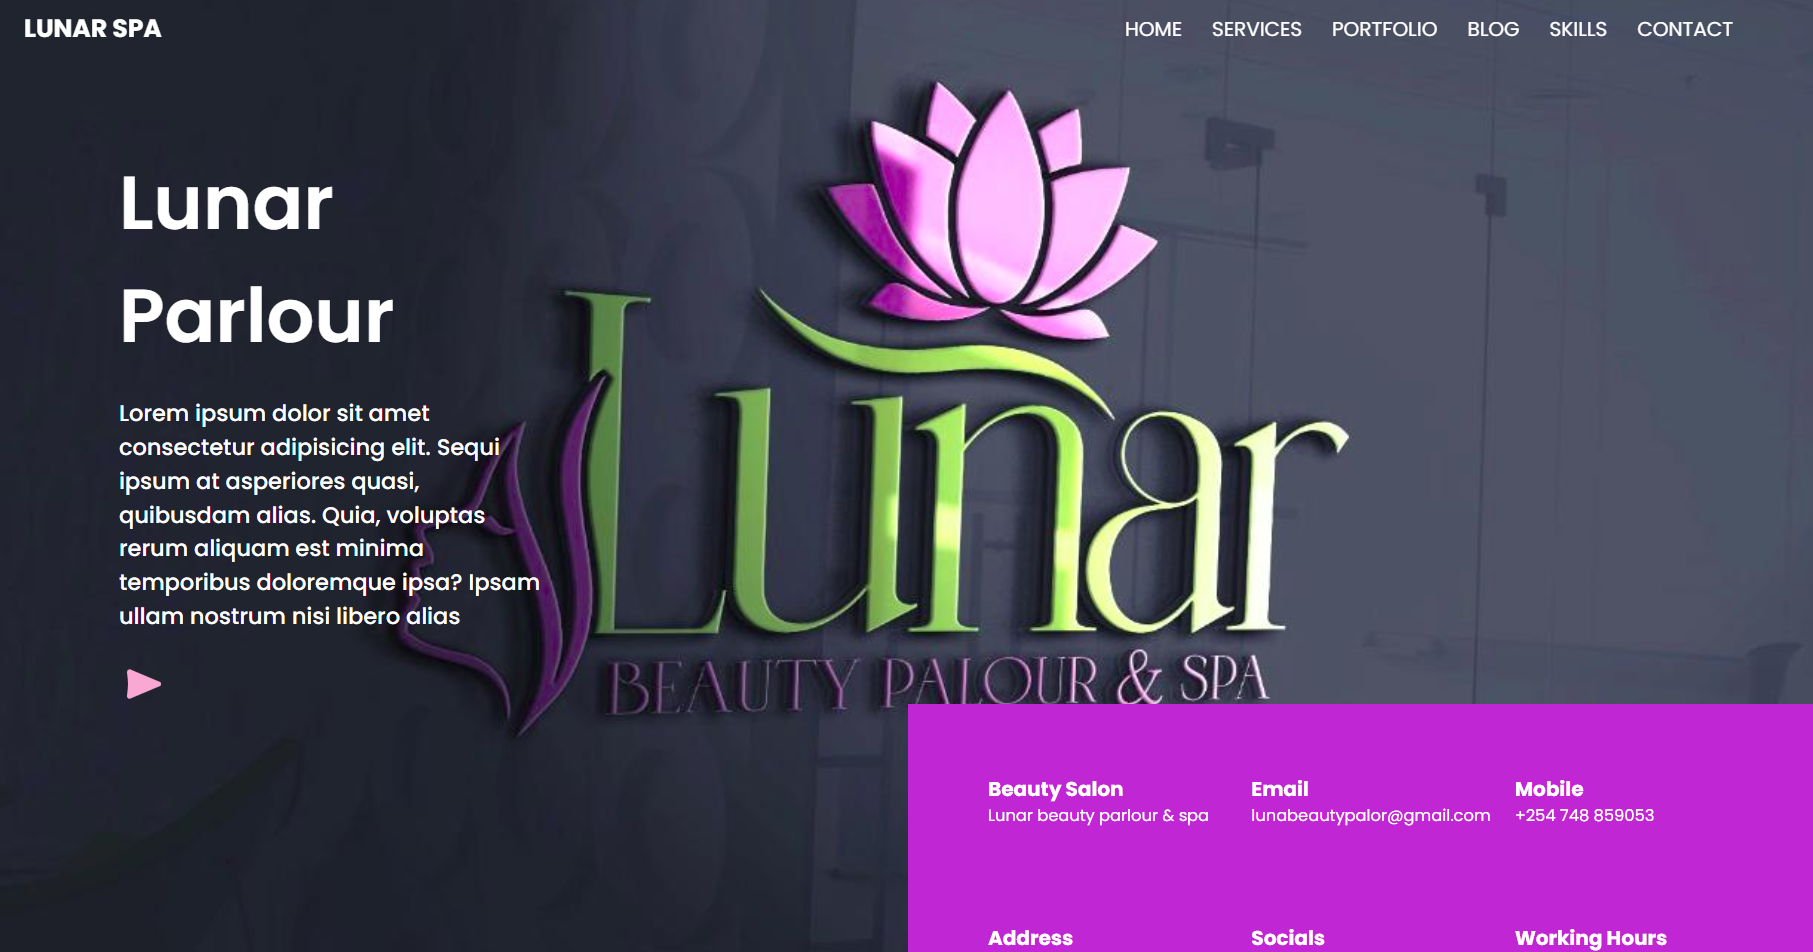 LUNAR SPA
HOME SERVICES PORTFOLIO BLOG SKILLS CONTACT
Lunar
Parlour
Lorem ipsum dolor sit amet
consectetur adipisicing elit. Sequi
ipsum at asperiores quasi,
quibusdam alias. Quia, voluptas
rerum aliquam est minima
temporibus doloremque ipsa? Ipsam
ullam nostrum nisi libero alias
Lunar
BEAUTY PALOUR & SPA
Beauty Salon
Lunar beauty parlour & spa
Email
lunabeautypalor@gmail.com
Mobile
+254 748 859053
Address
Socials
Working Hours